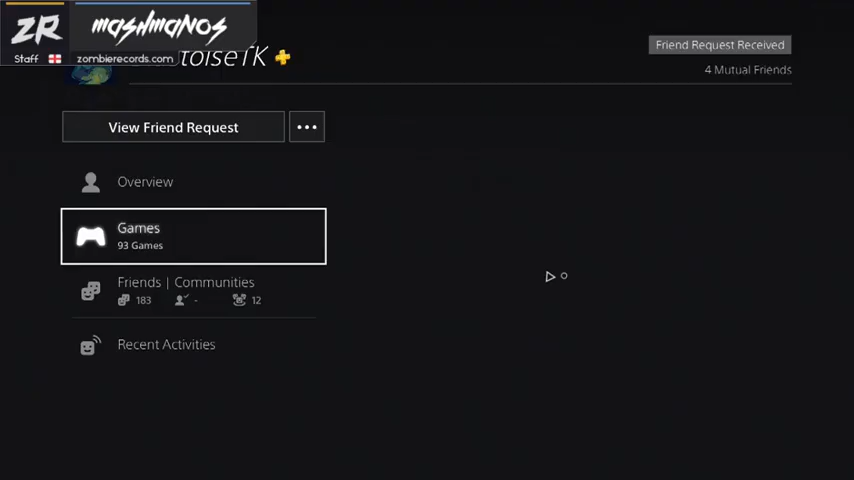 ZR
mashmanos
Staff
zombierecords.com
toiseTK
Friend Request Received
4 Mutual Friends
View Friend Request
Overview
Games
93 Games
Friends | Communities
183 - 12
Recent Activities